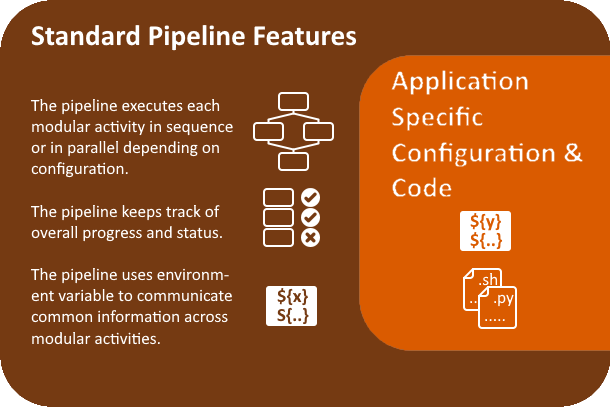 Standard Pipeline Features
The pipeline executes each
modular activity in sequence
or in parallel depending on
configuration.
The pipeline keeps track of
overall progress and status.
The pipeline uses environm-
ent variable to communicate
common information across
modular activities.
${x}
S{..}
Application
Specific
Configuration &
Code
${y}
${..}
.sh
..
.py
.....